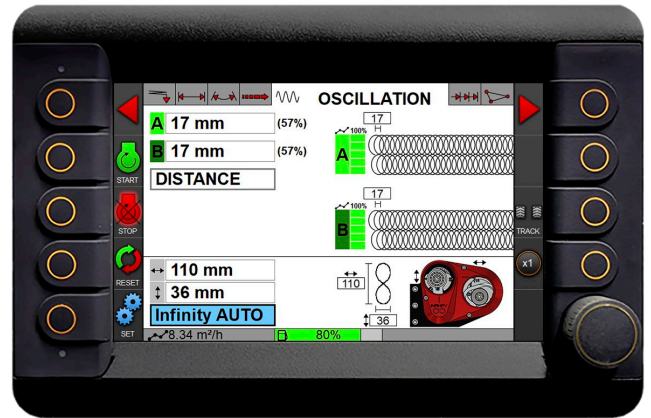 OSCILLATION
A 17 mm (57%)
B 17 mm (57%)
DISTANCE
17
100%
A
17
100%
B
START
STOP
RESET
SET
TRACK
x1
110 mm
36 mm
Infinity AUTO
110
36
8.34 m²/h
80%